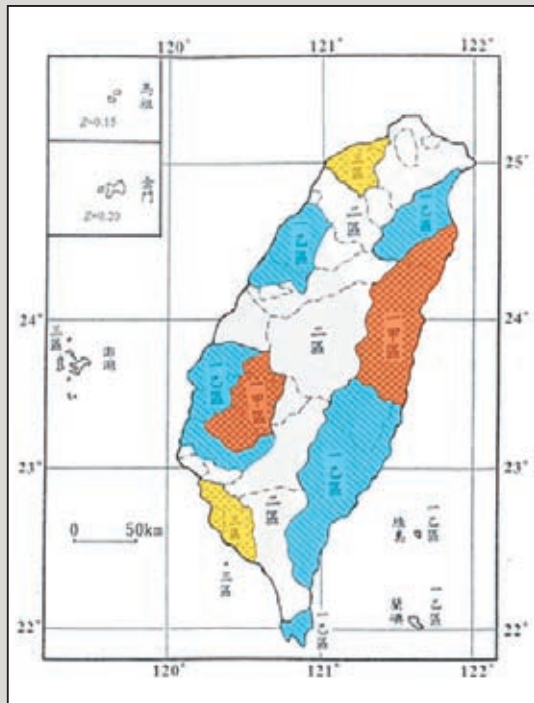 120° 121° 122°
馬祖
Z=0.15
金門
Z=0.20
三區
25°
二區
一乙區
一乙區
一甲區
24° 24°
二區
三區
澎湖
一乙區
一甲區
23° 23°
一乙區
二區
三區
0 50km
一乙區
綠島
三區
一乙區
蘭嶼
22° 22°
一乙區
120° 121° 122°